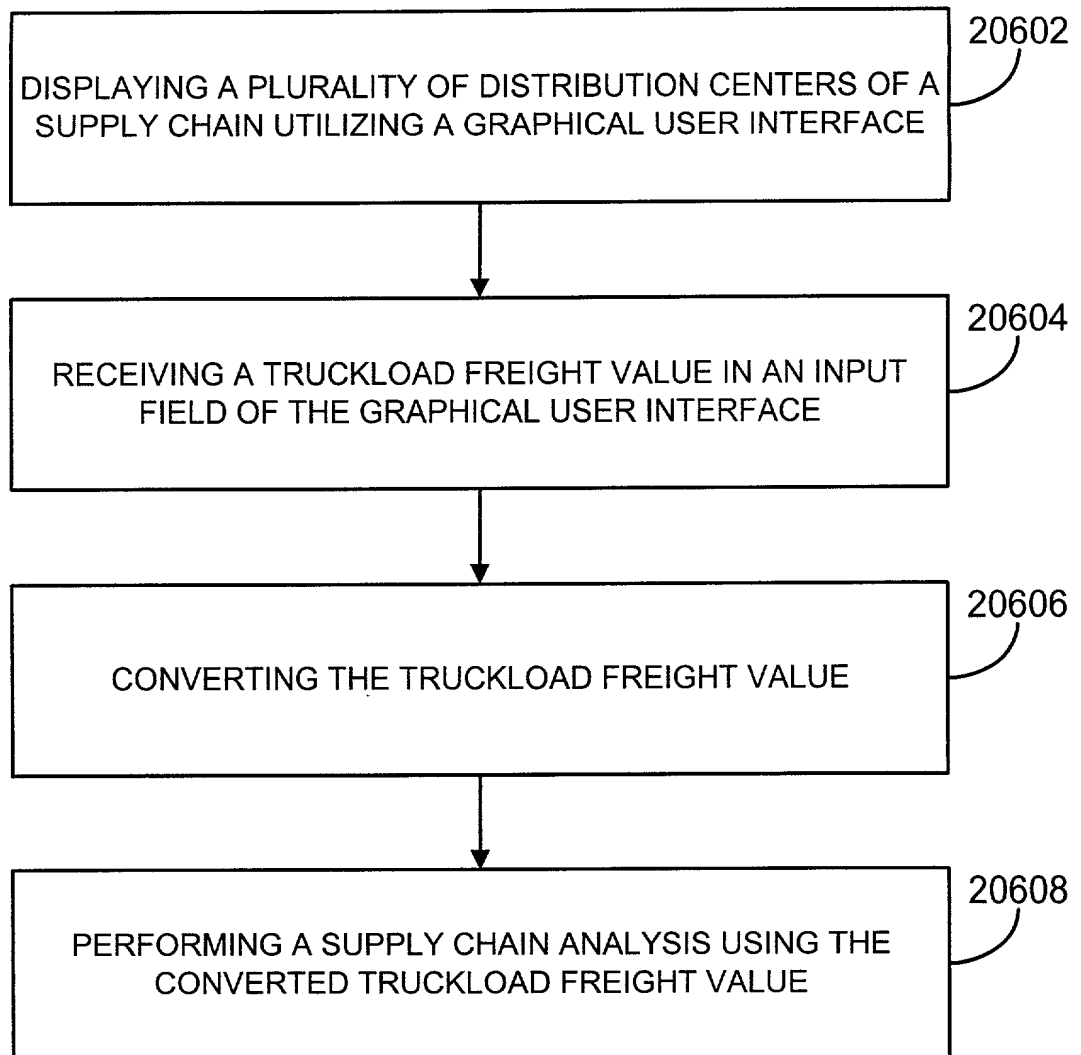 20602
DISPLAYING A PLURALITY OF DISTRIBUTION CENTERS OF A
SUPPLY CHAIN UTILIZING A GRAPHICAL USER INTERFACE
20604
RECEIVING A TRUCKLOAD FREIGHT VALUE IN AN INPUT
FIELD OF THE GRAPHICAL USER INTERFACE
20606
CONVERTING THE TRUCKLOAD FREIGHT VALUE
20608
PERFORMING A SUPPLY CHAIN ANALYSIS USING THE
CONVERTED TRUCKLOAD FREIGHT VALUE